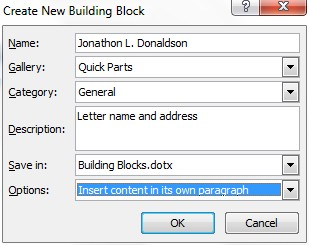 Create New Building Block
?
Name: Jonathon L. Donaldson
Gallery: Quick Parts
Category: General
Description: Letter name and address
Save in: Building Blocks.dotx
Options: Insert content in its own paragraph
OK Cancel